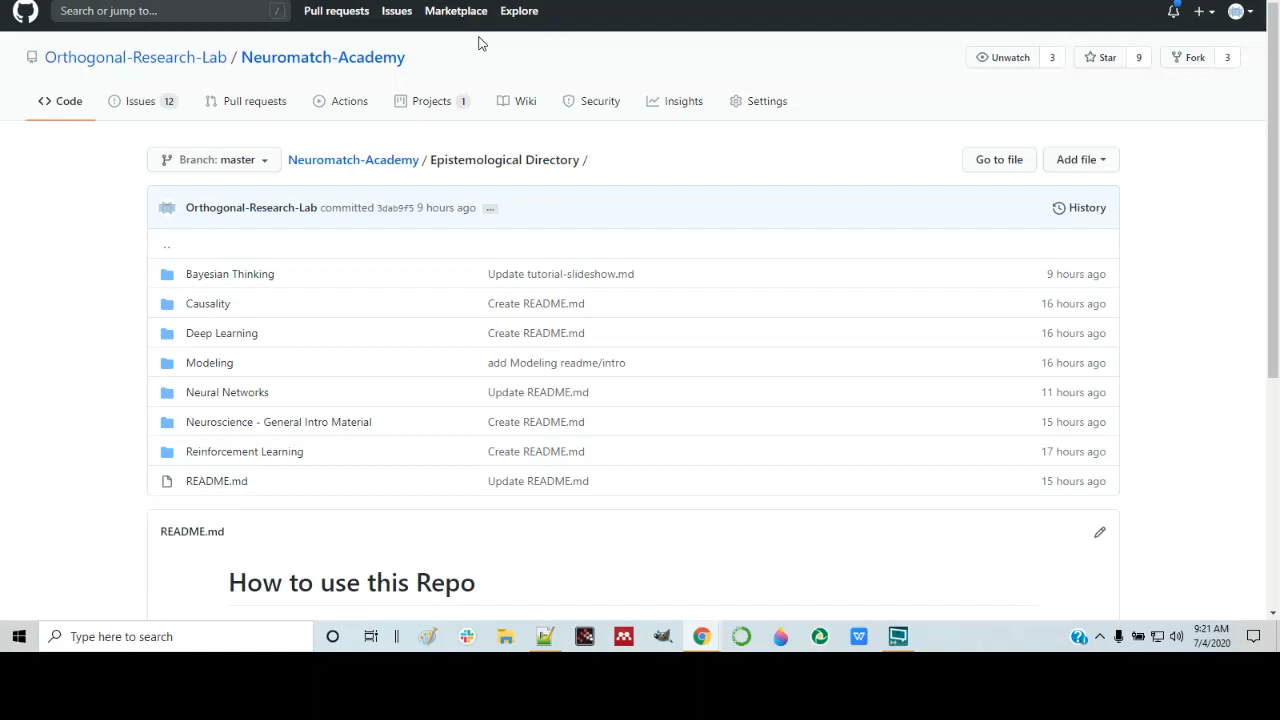 Search or jump to... /
Pull requests Issues Marketplace Explore
Orthogonal-Research-Lab / Neuromatch-Academy
Unwatch 3 Star 9 Fork 3
Code Issues 12 Pull requests Actions Projects 1 Wiki Security Insights Settings
Branch: master Neuromatch-Academy / Epistemological Directory / Go to file Add file
Orthogonal-Research-Lab committed 3dab9f5 9 hours ago ... History
..
Bayesian Thinking Update tutorial-slideshow.md 9 hours ago
Causality Create README.md 16 hours ago
Deep Learning Create README.md 16 hours ago
Modeling add Modeling readme/intro 16 hours ago
Neural Networks Update README.md 11 hours ago
Neuroscience - General Intro Material Create README.md 15 hours ago
Reinforcement Learning Create README.md 17 hours ago
README.md Update README.md 15 hours ago
README.md
How to use this Repo
Type here to search
9:21 AM
7/4/2020